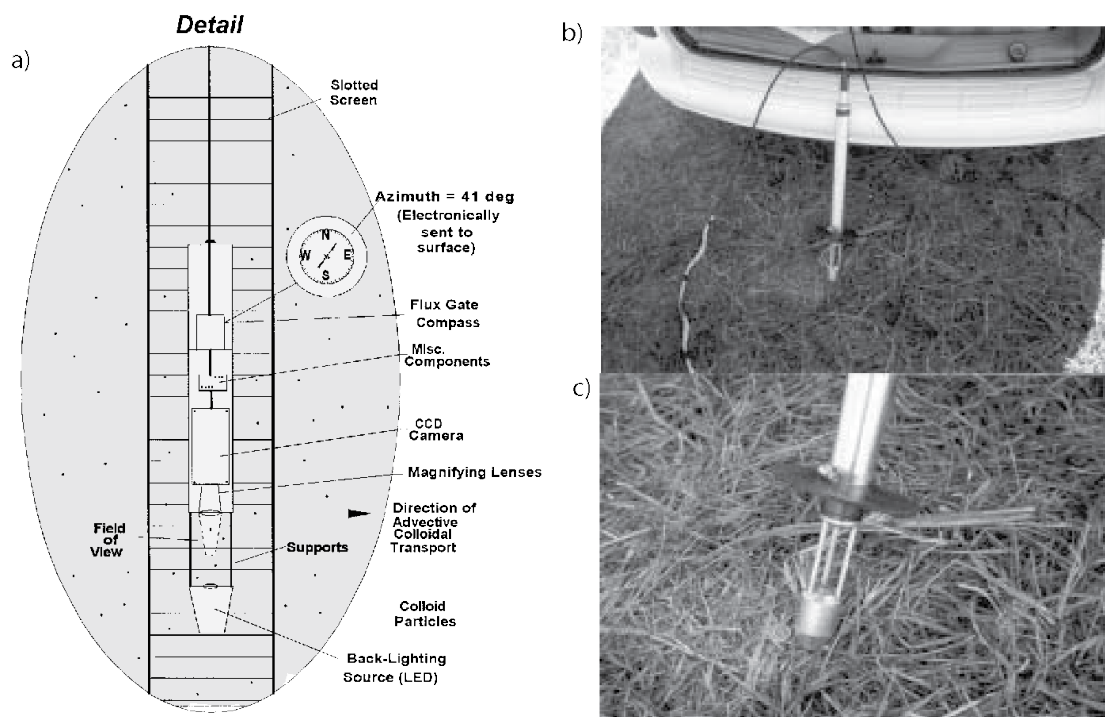 Detail
a)
Slotted
Screen
Azimuth = 41 deg
(Electronically
sent to
surface)
N
W E
S
Flux Gate
Compass
Misc.
Components
CCD
Camera
Magnifying Lenses
Direction of
Advective
Colloidal
Transport
Field
of
View
Supports
Colloid
Particles
Back-Lighting
Source (LED)
b)
c)